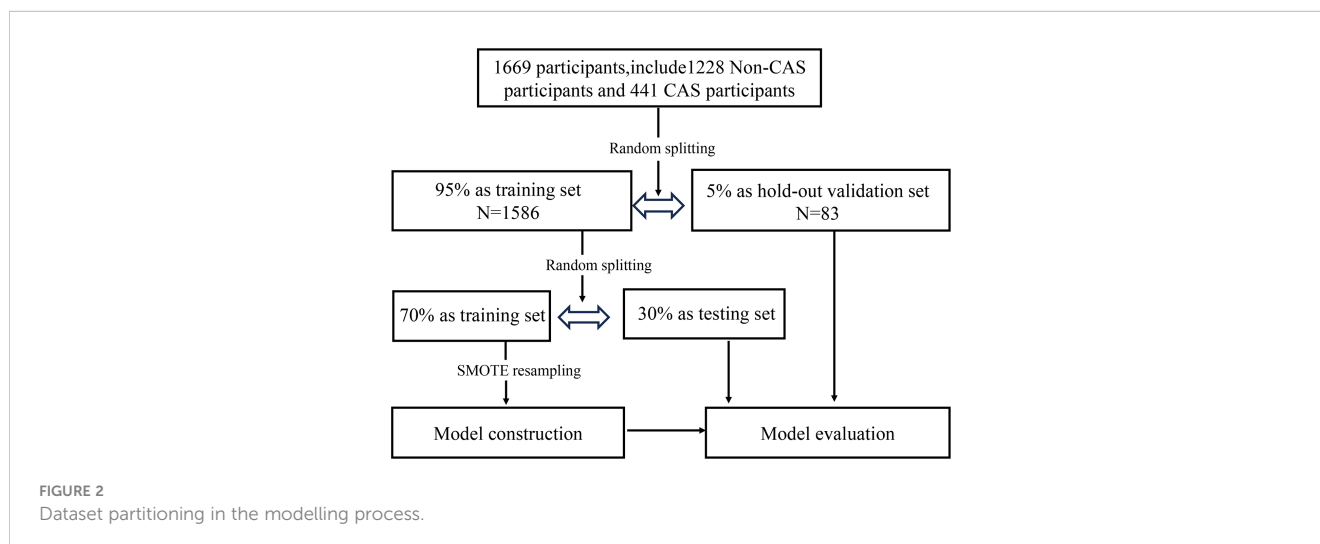 1669 participants,include1228 Non-CAS
participants and 441 CAS participants
Random splitting
95% as training set
N=1586
5% as hold-out validation set
N=83
Random splitting
70% as training set
30% as testing set
SMOTE resampling
Model construction
Model evaluation
FIGURE 2
Dataset partitioning in the modelling process.